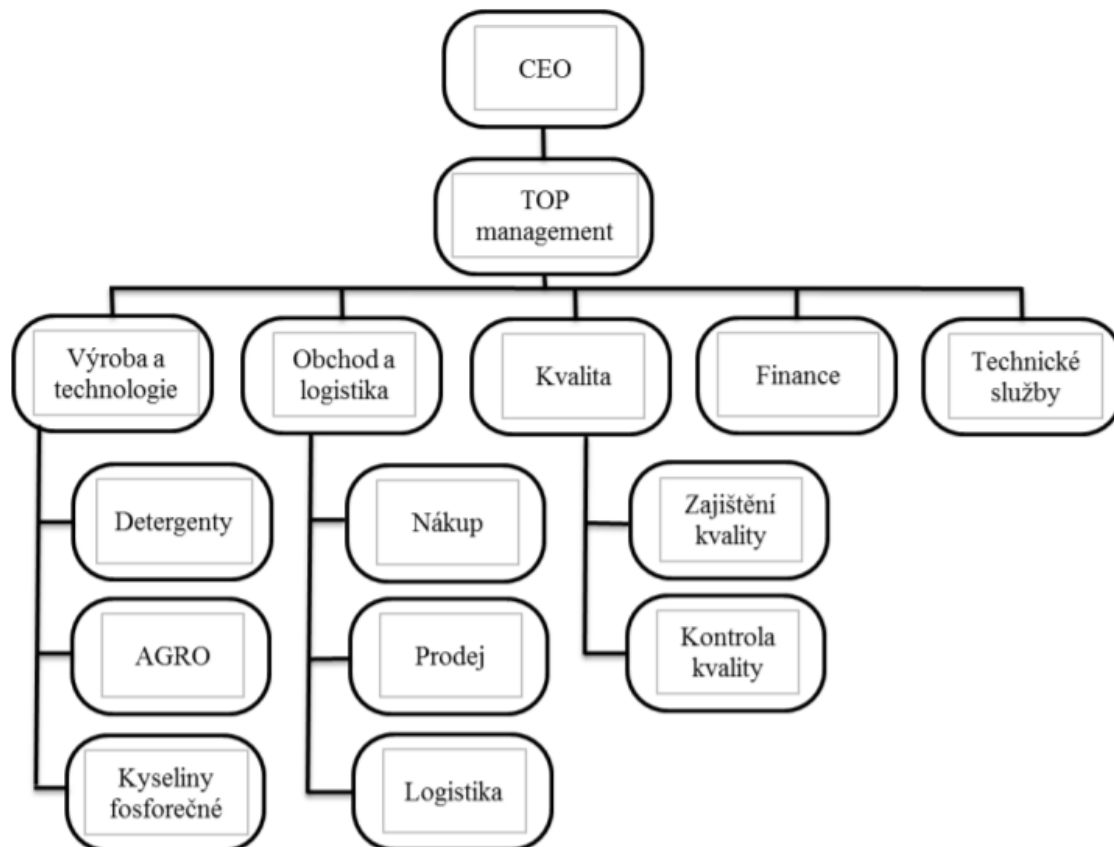 CEO
TOP
management
Výroba a
technologie
Obchod a
logistika
Kvalita
Finance
Technické
služby
Detergenty
Nákup
Zajištění
kvality
AGRO
Prodej
Kontrola
kvality
Kyseliny
fosforečné
Logistika